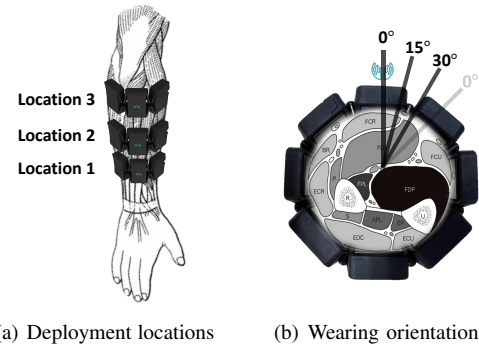 Location 3
Location 2
Location 1
0°
15°
30°
0°
FCR
BR
FCU
ECR
P
FPL
FDP
R
U
S
APL
EDC
ECU
(a) Deployment locations
(b) Wearing orientation